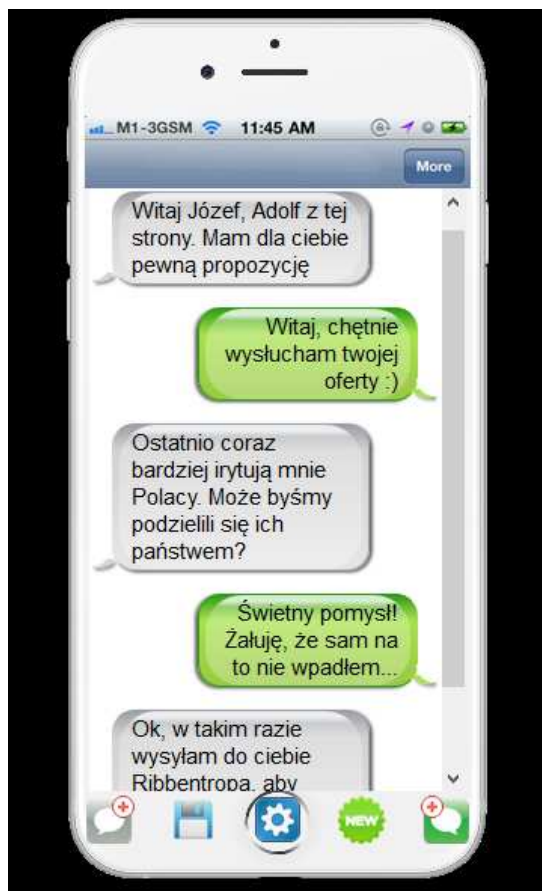 M1-3GSM 11:45 AM
More
Witaj Józef, Adolf z tej
strony. Mam dla ciebie
pewną propozycję
Witaj, chętnie
wysłucham twojej
oferty :)
Ostatnio coraz
bardziej irytują mnie
Polacy. Może byśmy
podzielili się ich
państwem?
Świetny pomysł!
Żałuję, że sam na
to nie wpadłem...
Ok, w takim razie
wysyłam do ciebie
Ribbentropa, aby
NEW